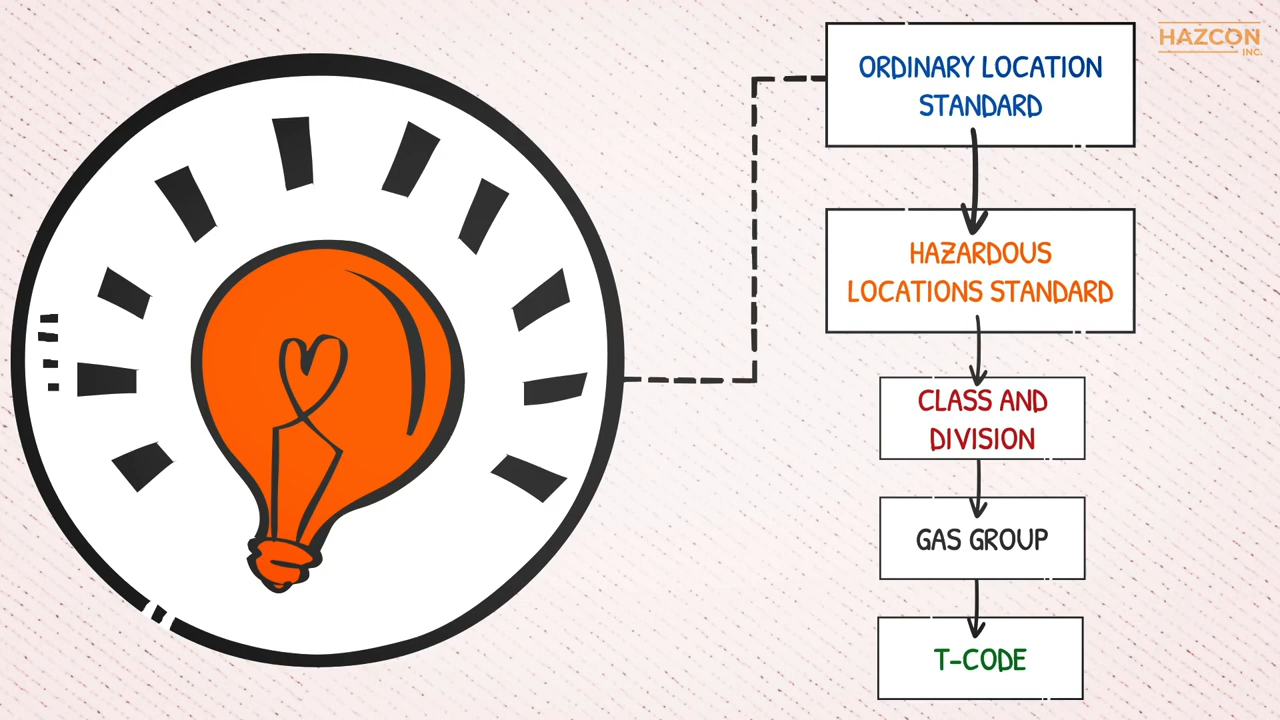 HAZCON
INC.
ORDINARY LOCATION
STANDARD
HAZARDOUS
LOCATIONS STANDARD
CLASS AND
DIVISION
GAS GROUP
T-CODE